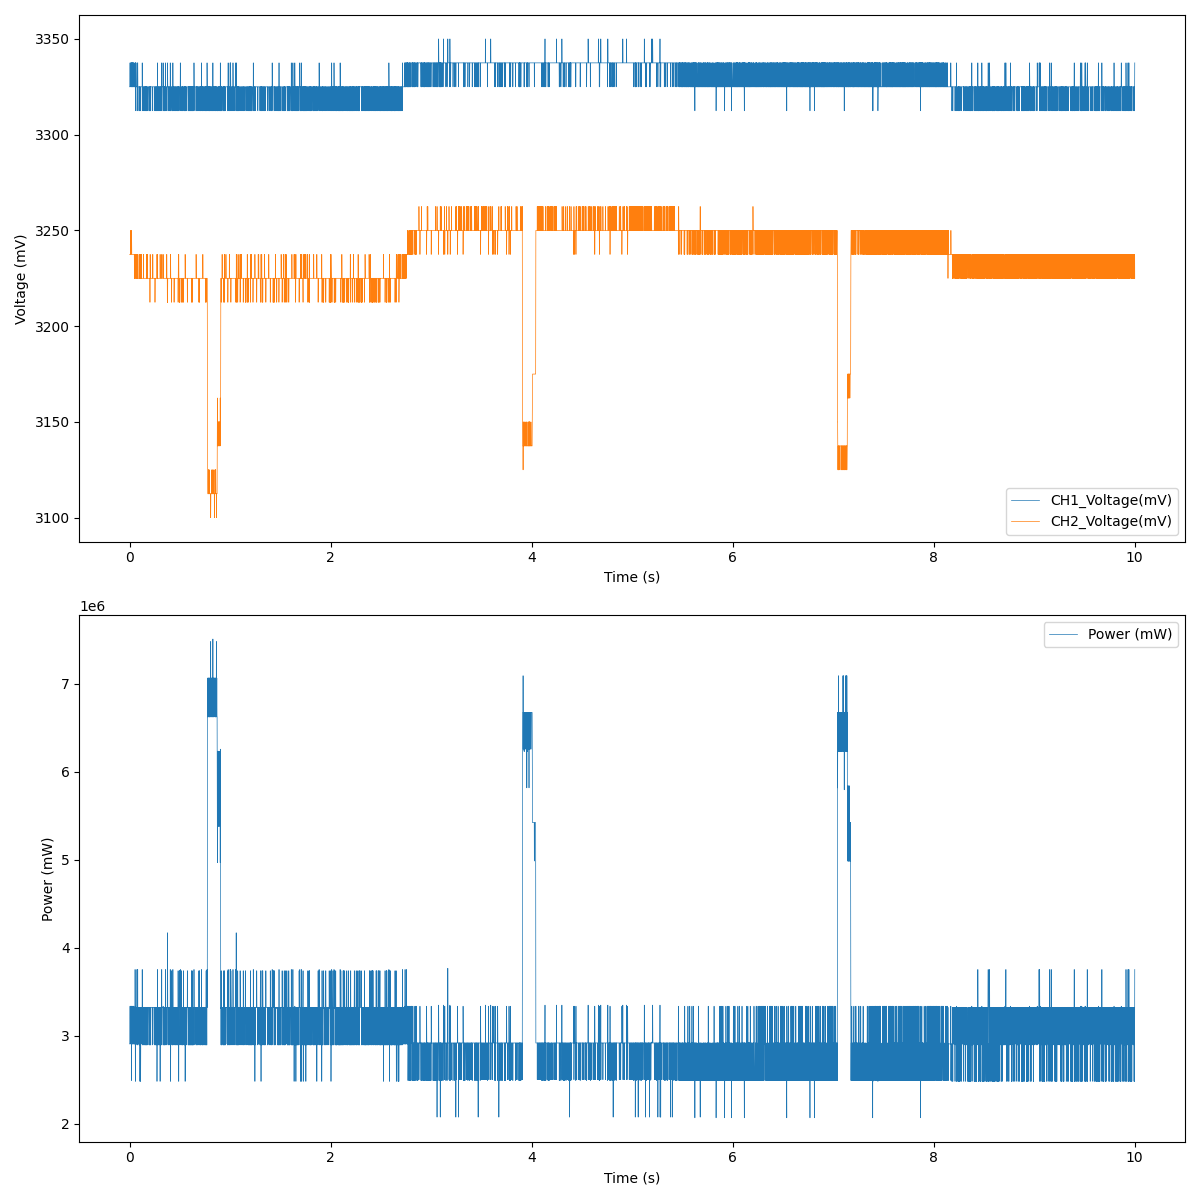 3350
3300
3250
3200
3150
3100
Voltage (mV)
CH1_Voltage(mV)
CH2_Voltage(mV)
0 2 4 6 8 10
Time (s)
1e6
Power (mW)
7
6
5
4
3
2
Power (mW)
0 2 4 6 8 10
Time (s)